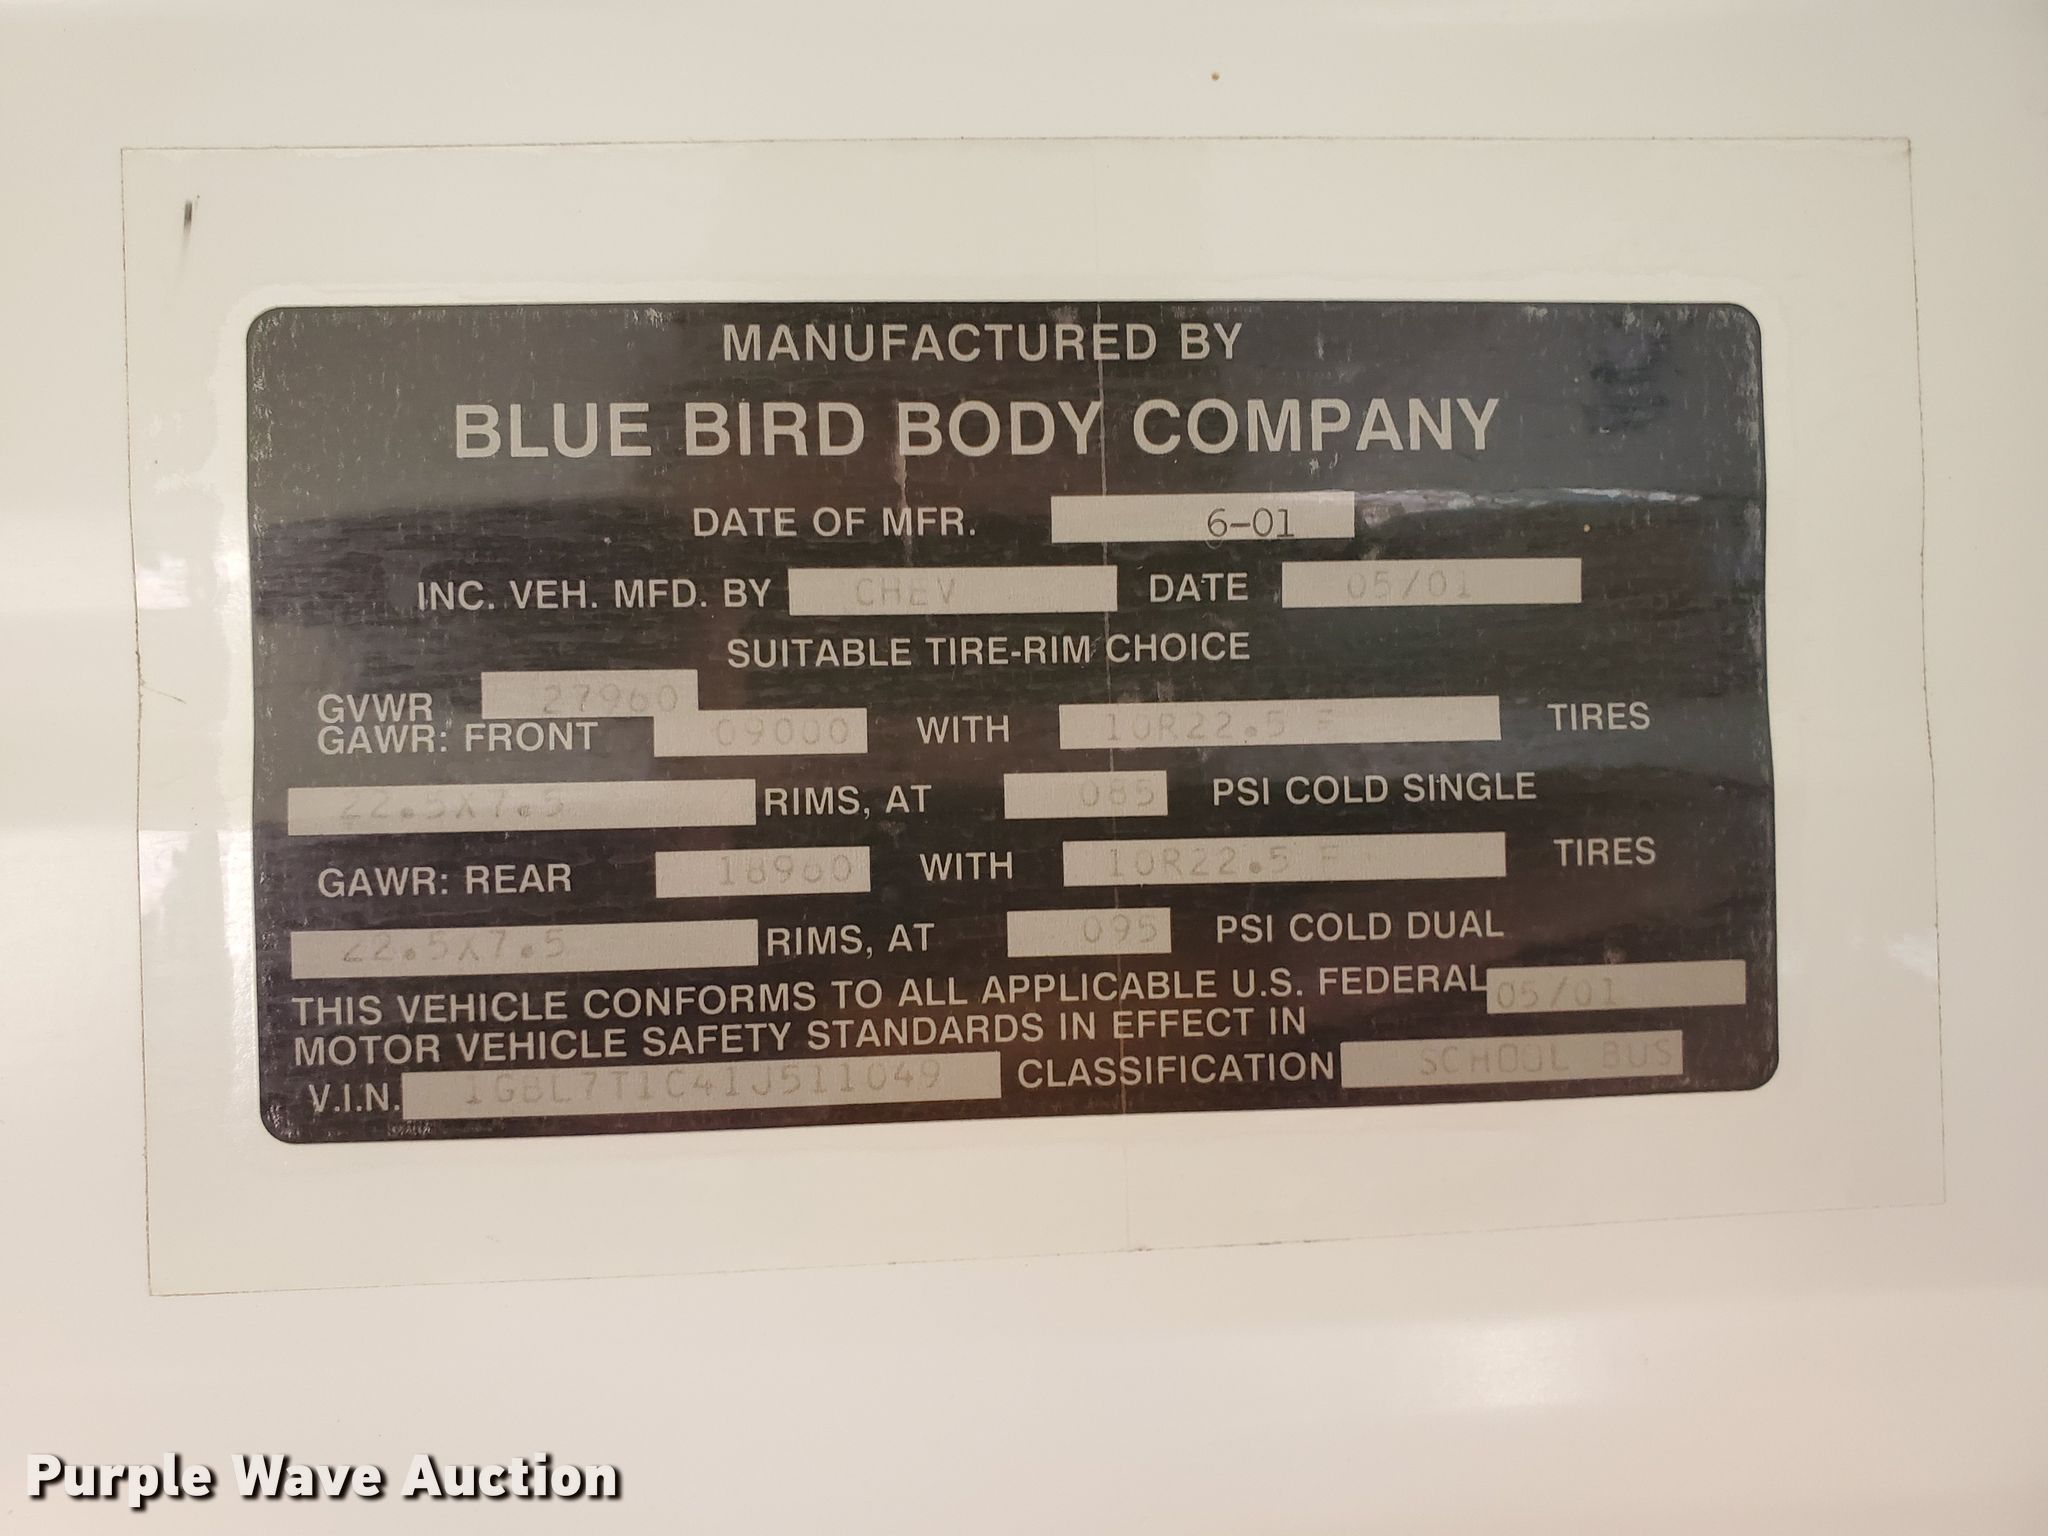 MANUFACTURED BY
BLUE BIRD BODY COMPANY
DATE OF MFR. 6-01
INC. VEH. MFD. BY CHEV DATE 05/01
SUITABLE TIRE-RIM CHOICE
GVWR 27960
GAWR: FRONT 09000 WITH 10R22.5 F TIRES
22.5X7.5 RIMS, AT 085 PSI COLD SINGLE
GAWR: REAR 18960 WITH 10R22.5 F TIRES
22.5X7.5 RIMS, AT 095 PSI COLD DUAL
THIS VEHICLE CONFORMS TO ALL APPLICABLE U.S. FEDERAL 05/01
MOTOR VEHICLE SAFETY STANDARDS IN EFFECT IN
V.I.N. 1GBL7T1C41J511049 CLASSIFICATION SCHOOL BUS
Purple Wave Auction